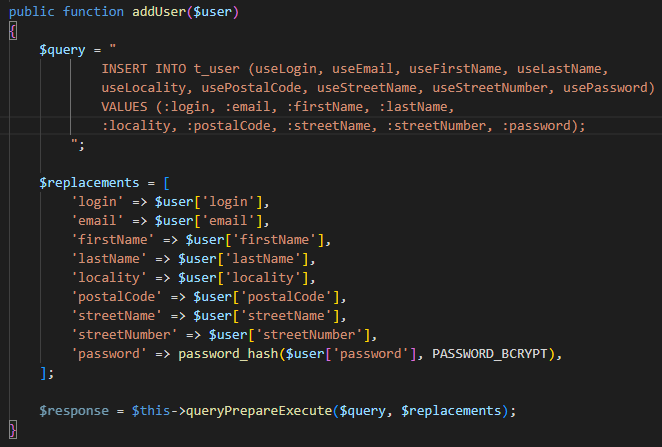 public function addUser($user)
{
    $query = "
            INSERT INTO t_user (useLogin, useEmail, useFirstName, useLastName,
            useLocality, usePostalCode, useStreetName, useStreetNumber, usePassword)
            VALUES (:login, :email, :firstName, :lastName,
            :locality, :postalCode, :streetName, :streetNumber, :password);
        ";

    $replacements = [
        'login' => $user['login'],
        'email' => $user['email'],
        'firstName' => $user['firstName'],
        'lastName' => $user['lastName'],
        'locality' => $user['locality'],
        'postalCode' => $user['postalCode'],
        'streetName' => $user['streetName'],
        'streetNumber' => $user['streetNumber'],
        'password' => password_hash($user['password'], PASSWORD_BCRYPT),
    ];

    $response = $this->queryPrepareExecute($query, $replacements);
}